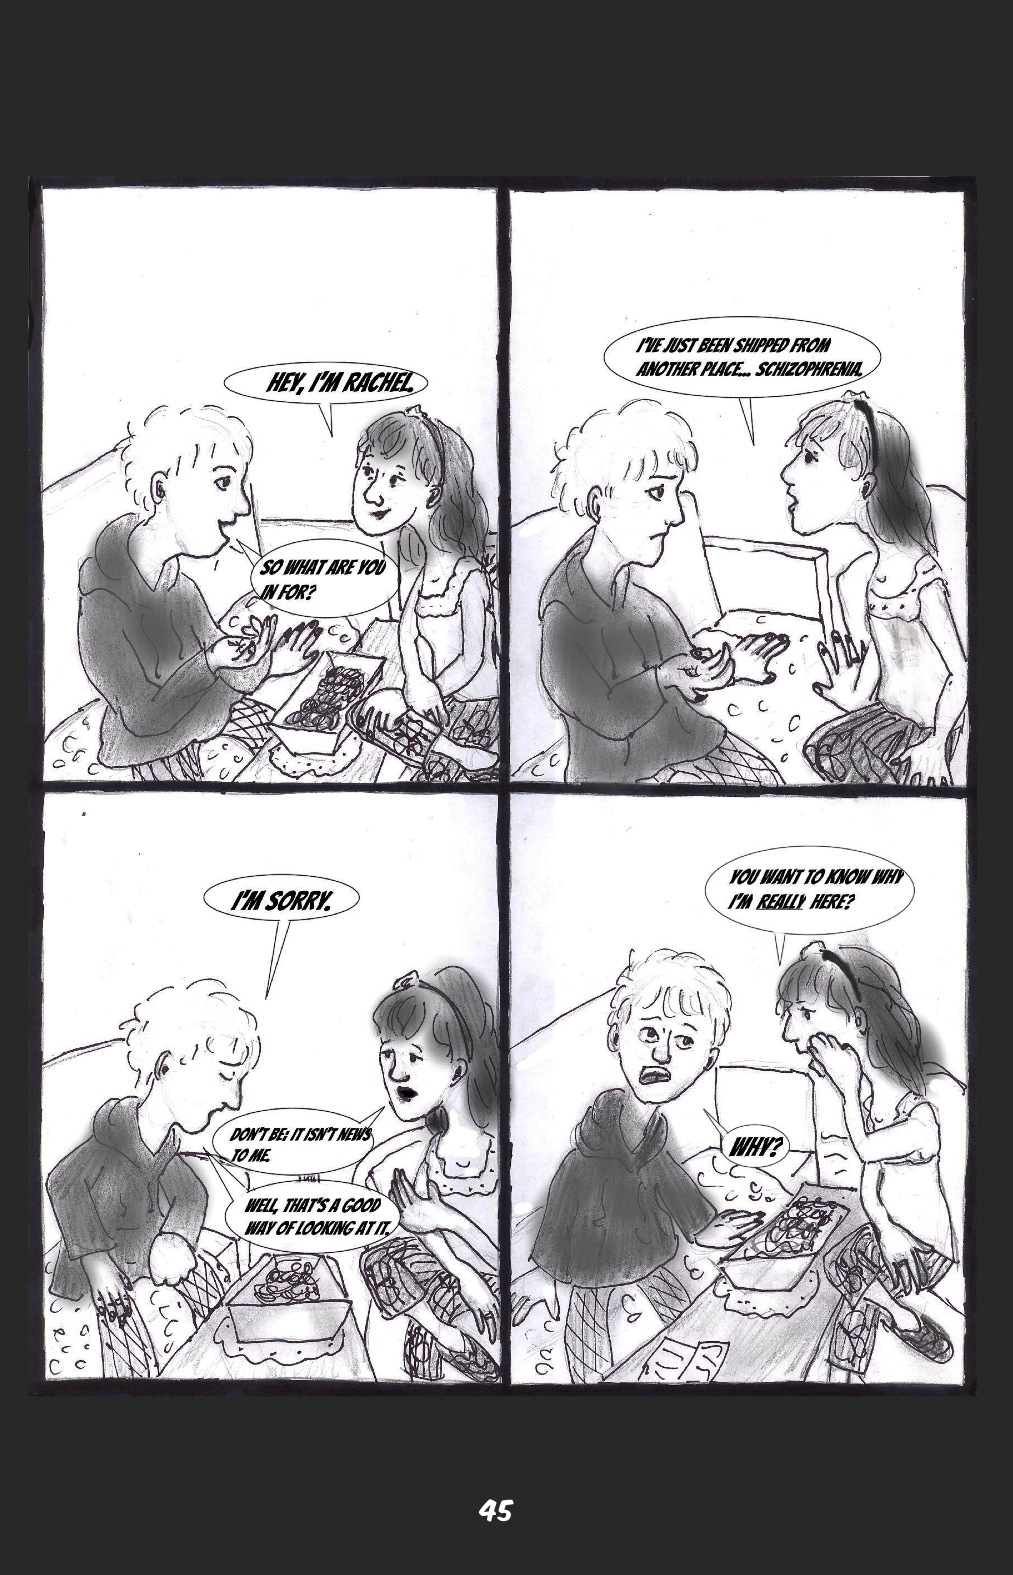 HEY, I'M RACHEL.
SO WHAT ARE YOU
IN FOR?
I'VE JUST BEEN SHIPPED FROM
ANOTHER PLACE... SCHIZOPHRENIA.
I'M SORRY.
DON'T BE; IT ISN'T NEWS
TO ME.
WELL, THAT'S A GOOD
WAY OF LOOKING AT IT.
YOU WANT TO KNOW WHY
I'M REALLY HERE?
WHY?
45